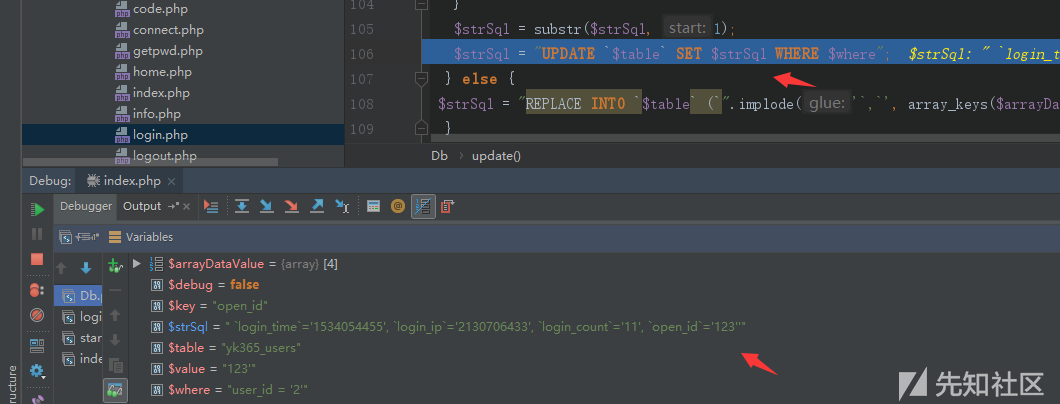 code.php
connect.php
getpwd.php
home.php
index.php
info.php
login.php
logout.php
104 }
105 $strSql = substr($strSql, start: 1);
106 $strSql = "UPDATE `$table` SET $strSql WHERE $where"; $strSql: " `login_t
107 } else {
108 $strSql = "REPLACE INTO `$table` (`".implode( glue: '`,`', array_keys($arrayDa
109 }
Db › update()
Debug: index.php ×
Debugger Output
Variables
$arrayDataValue = {array} [4]
$debug = false
$key = "open_id"
$strSql = " `login_time`='1534054455', `login_ip`='2130706433', `login_count`='11', `open_id`='123''"
$table = "yk365_users"
$value = "123'"
$where = "user_id = '2'"
Db.
logi
star
inde
ructure
先知社区